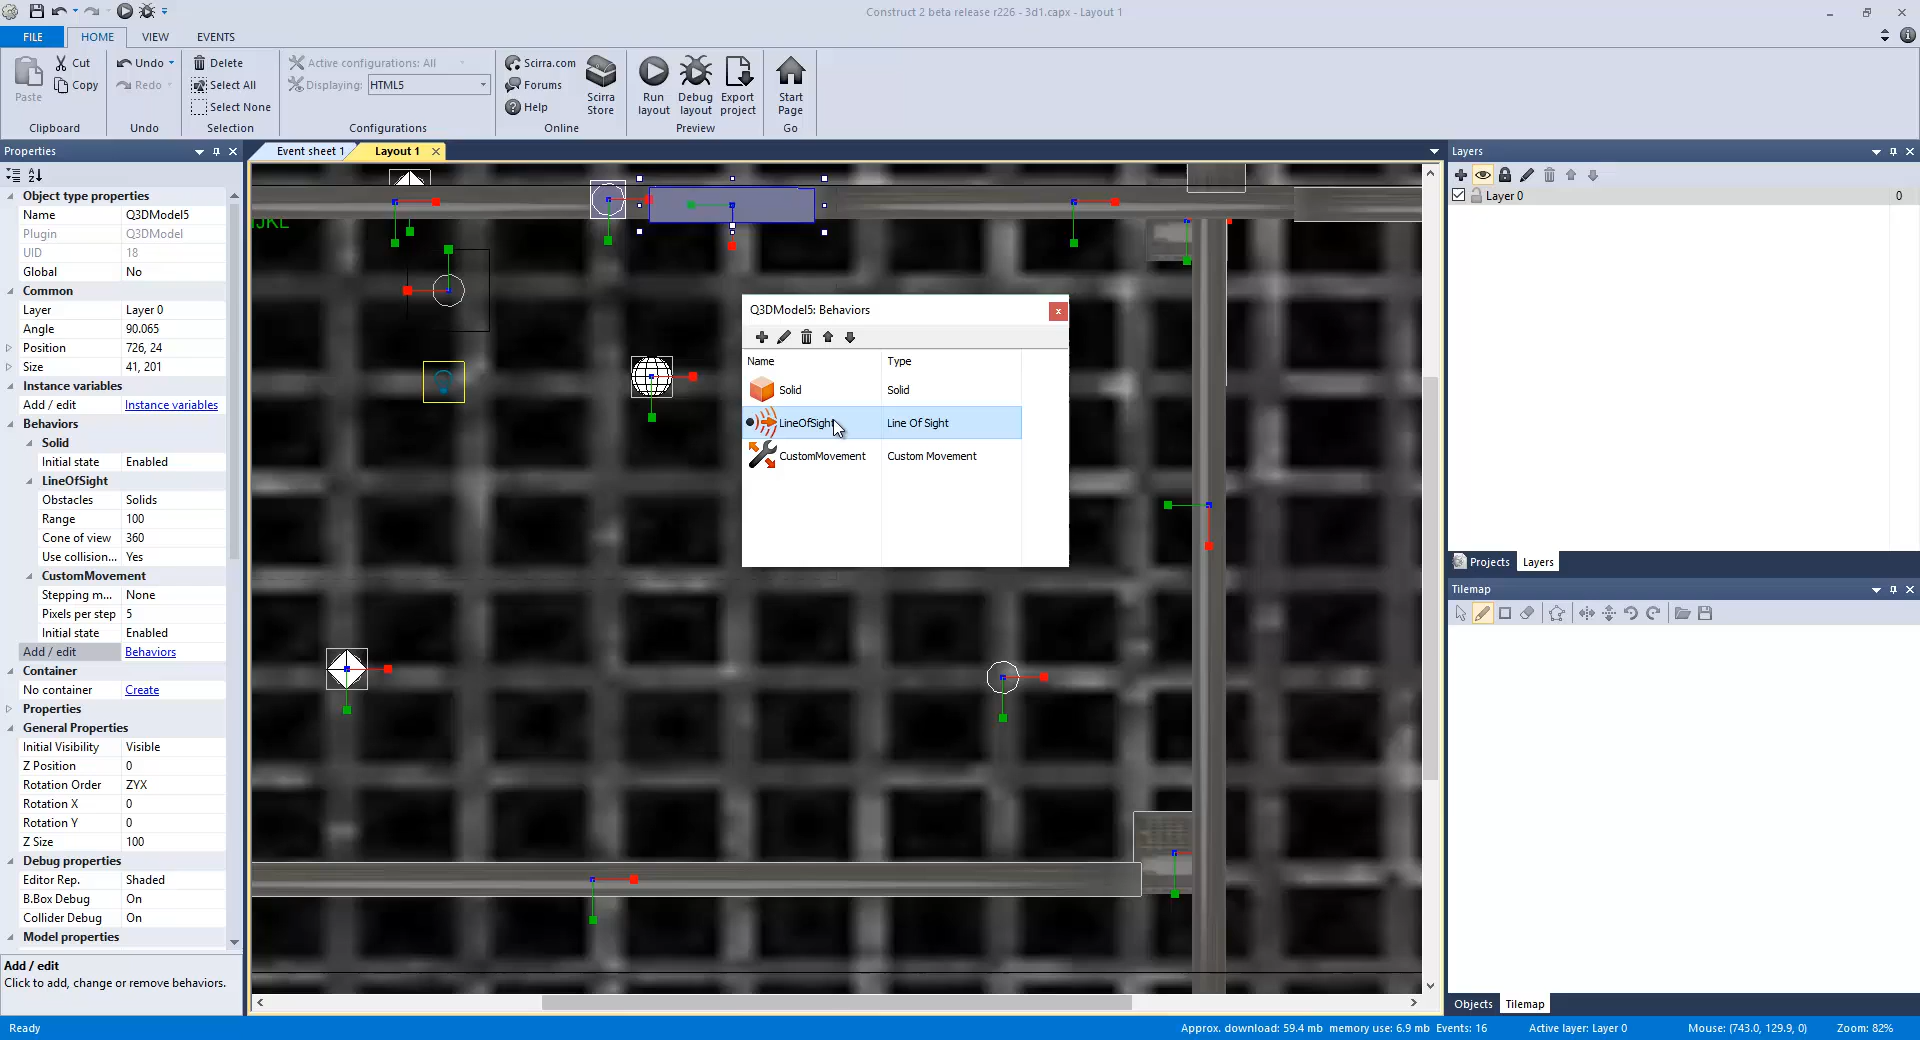 Construct 2 beta release r226 - 3d1.capx - Layout 1
FILE
HOME
VIEW
EVENTS
Paste
Cut
Copy
Clipboard
Undo
Redo
Undo
Delete
Select All
Select None
Selection
Active configurations: All
Displaying:
HTML5
Configurations
Scirra.com
Forums
Help
Scirra Store
Online
Run layout
Debug layout
Export project
Preview
Start Page
Go
Properties
Object type properties
Name Q3DModel5
Plugin Q3DModel
UID 18
Global No
Common
Layer Layer 0
Angle 90.065
Position 726, 24
Size 41, 201
Instance variables
Add / edit Instance variables
Behaviors
Solid
Initial state Enabled
LineOfSight
Obstacles Solids
Range 100
Cone of view 360
Use collision... Yes
CustomMovement
Stepping m... None
Pixels per step 5
Initial state Enabled
Add / edit Behaviors
Container
No container Create
Properties
General Properties
Initial Visibility Visible
Z Position 0
Rotation Order ZYX
Rotation X 0
Rotation Y 0
Z Size 100
Debug properties
Editor Rep. Shaded
B.Box Debug On
Collider Debug On
Model properties
Add / edit
Click to add, change or remove behaviors.
Event sheet 1
Layout 1
IJKL
Q3DModel5: Behaviors
Name Type
Solid Solid
LineOfSight Line Of Sight
CustomMovement Custom Movement
Layers
Layer 0 0
Projects
Layers
Tilemap
Objects
Tilemap
Ready
Approx. download: 59.4 mb memory use: 6.9 mb Events: 16
Active layer: Layer 0
Mouse: (743.0, 129.9, 0)
Zoom: 82%